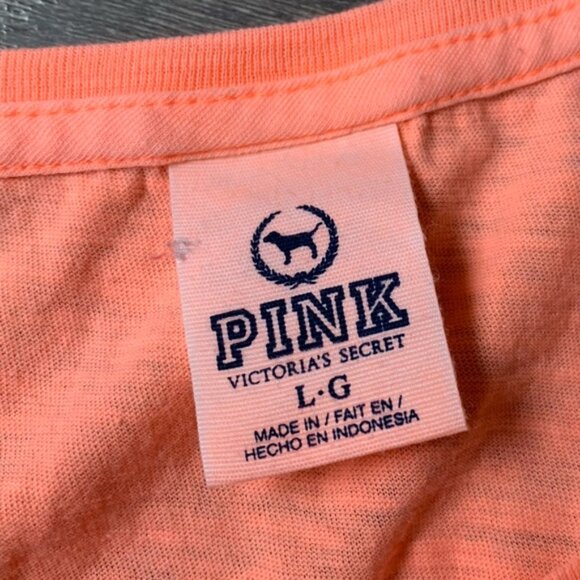 PINK
VICTORIA'S SECRET
L·G
MADE IN / FAIT EN /
HECHO EN INDONESIA